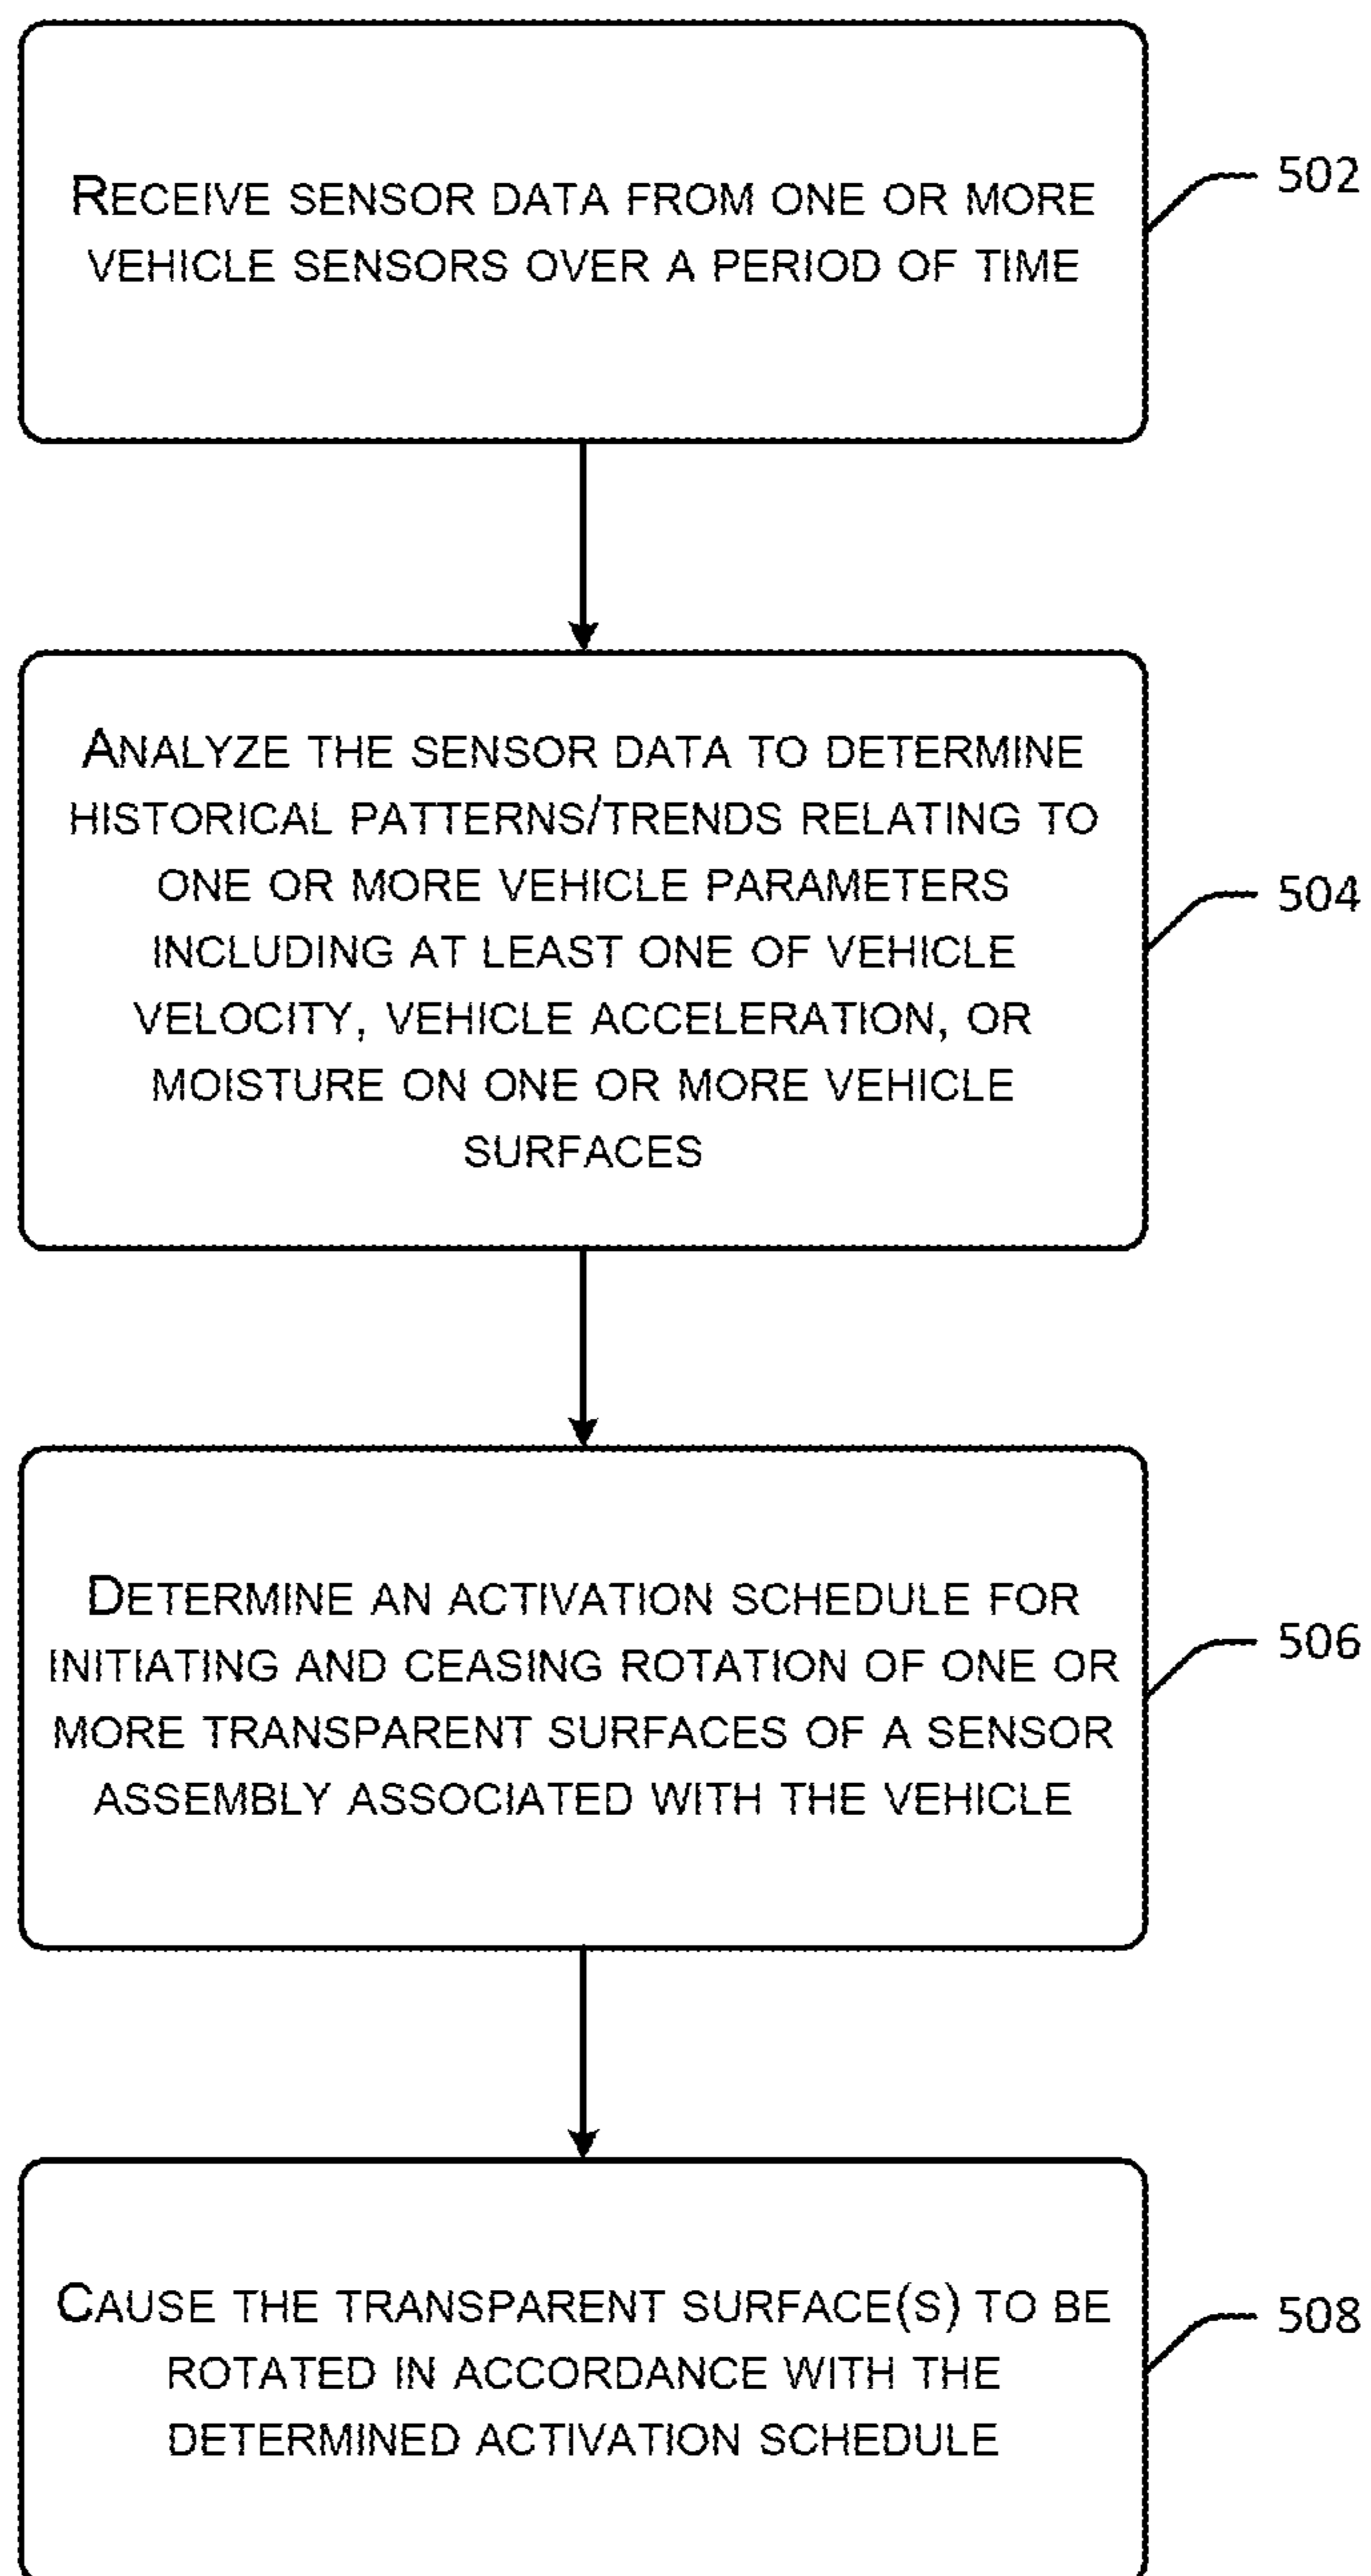 RECEIVE SENSOR DATA FROM ONE OR MORE
VEHICLE SENSORS OVER A PERIOD OF TIME
502
ANALYZE THE SENSOR DATA TO DETERMINE
HISTORICAL PATTERNS/TRENDS RELATING TO
ONE OR MORE VEHICLE PARAMETERS
INCLUDING AT LEAST ONE OF VEHICLE
VELOCITY, VEHICLE ACCELERATION, OR
MOISTURE ON ONE OR MORE VEHICLE
SURFACES
504
DETERMINE AN ACTIVATION SCHEDULE FOR
INITIATING AND CEASING ROTATION OF ONE OR
MORE TRANSPARENT SURFACES OF A SENSOR
ASSEMBLY ASSOCIATED WITH THE VEHICLE
506
CAUSE THE TRANSPARENT SURFACE(S) TO BE
ROTATED IN ACCORDANCE WITH THE
DETERMINED ACTIVATION SCHEDULE
508